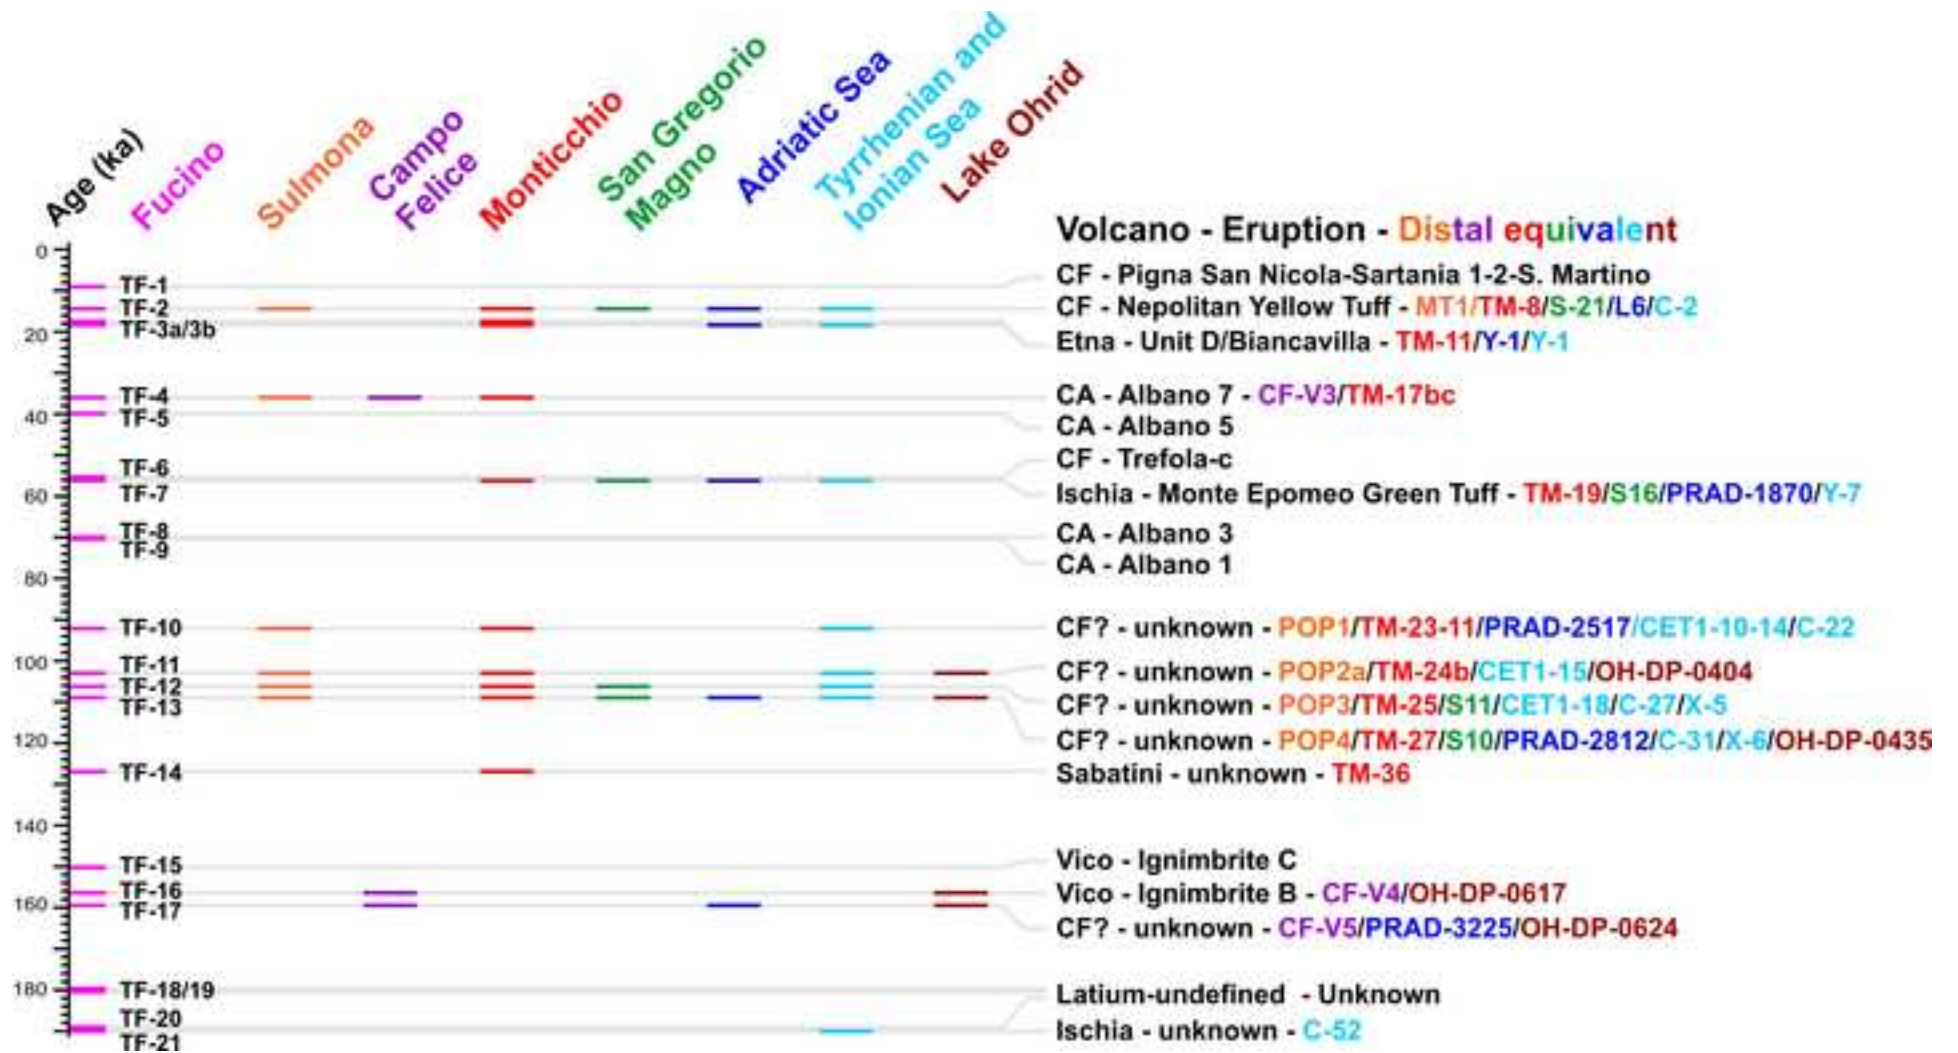 Age (ka)
Fucino
Sulmona
Campo
Felice
Monticchio
San Gregorio
Magno
Adriatic Sea
Tyrrhenian and
Ionian Sea
Lake Ohrid
Volcano - Eruption - Distal equivalent
0
TF-1 CF - Pigna San Nicola-Sartania 1-2-S. Martino
TF-2 CF - Nepolitan Yellow Tuff - MT1/TM-8/S-21/L6/C-2
20 TF-3a/3b Etna - Unit D/Biancavilla - TM-11/Y-1/Y-1
TF-4 CA - Albano 7 - CF-V3/TM-17bc
40 TF-5 CA - Albano 5
TF-6 CF - Trefola-c
60 TF-7 Ischia - Monte Epomeo Green Tuff - TM-19/S16/PRAD-1870/Y-7
TF-8 CA - Albano 3
TF-9 CA - Albano 1
80
TF-10 CF? - unknown - POP1/TM-23-11/PRAD-2517/CET1-10-14/C-22
100 TF-11 CF? - unknown - POP2a/TM-24b/CET1-15/OH-DP-0404
TF-12 CF? - unknown - POP3/TM-25/S11/CET1-18/C-27/X-5
TF-13
120 CF? - unknown - POP4/TM-27/S10/PRAD-2812/C-31/X-6/OH-DP-0435
TF-14 Sabatini - unknown - TM-36
140
TF-15 Vico - Ignimbrite C
TF-16 Vico - Ignimbrite B - CF-V4/OH-DP-0617
160 TF-17 CF? - unknown - CF-V5/PRAD-3225/OH-DP-0624
180 TF-18/19 Latium-undefined - Unknown
TF-20
TF-21 Ischia - unknown - C-52